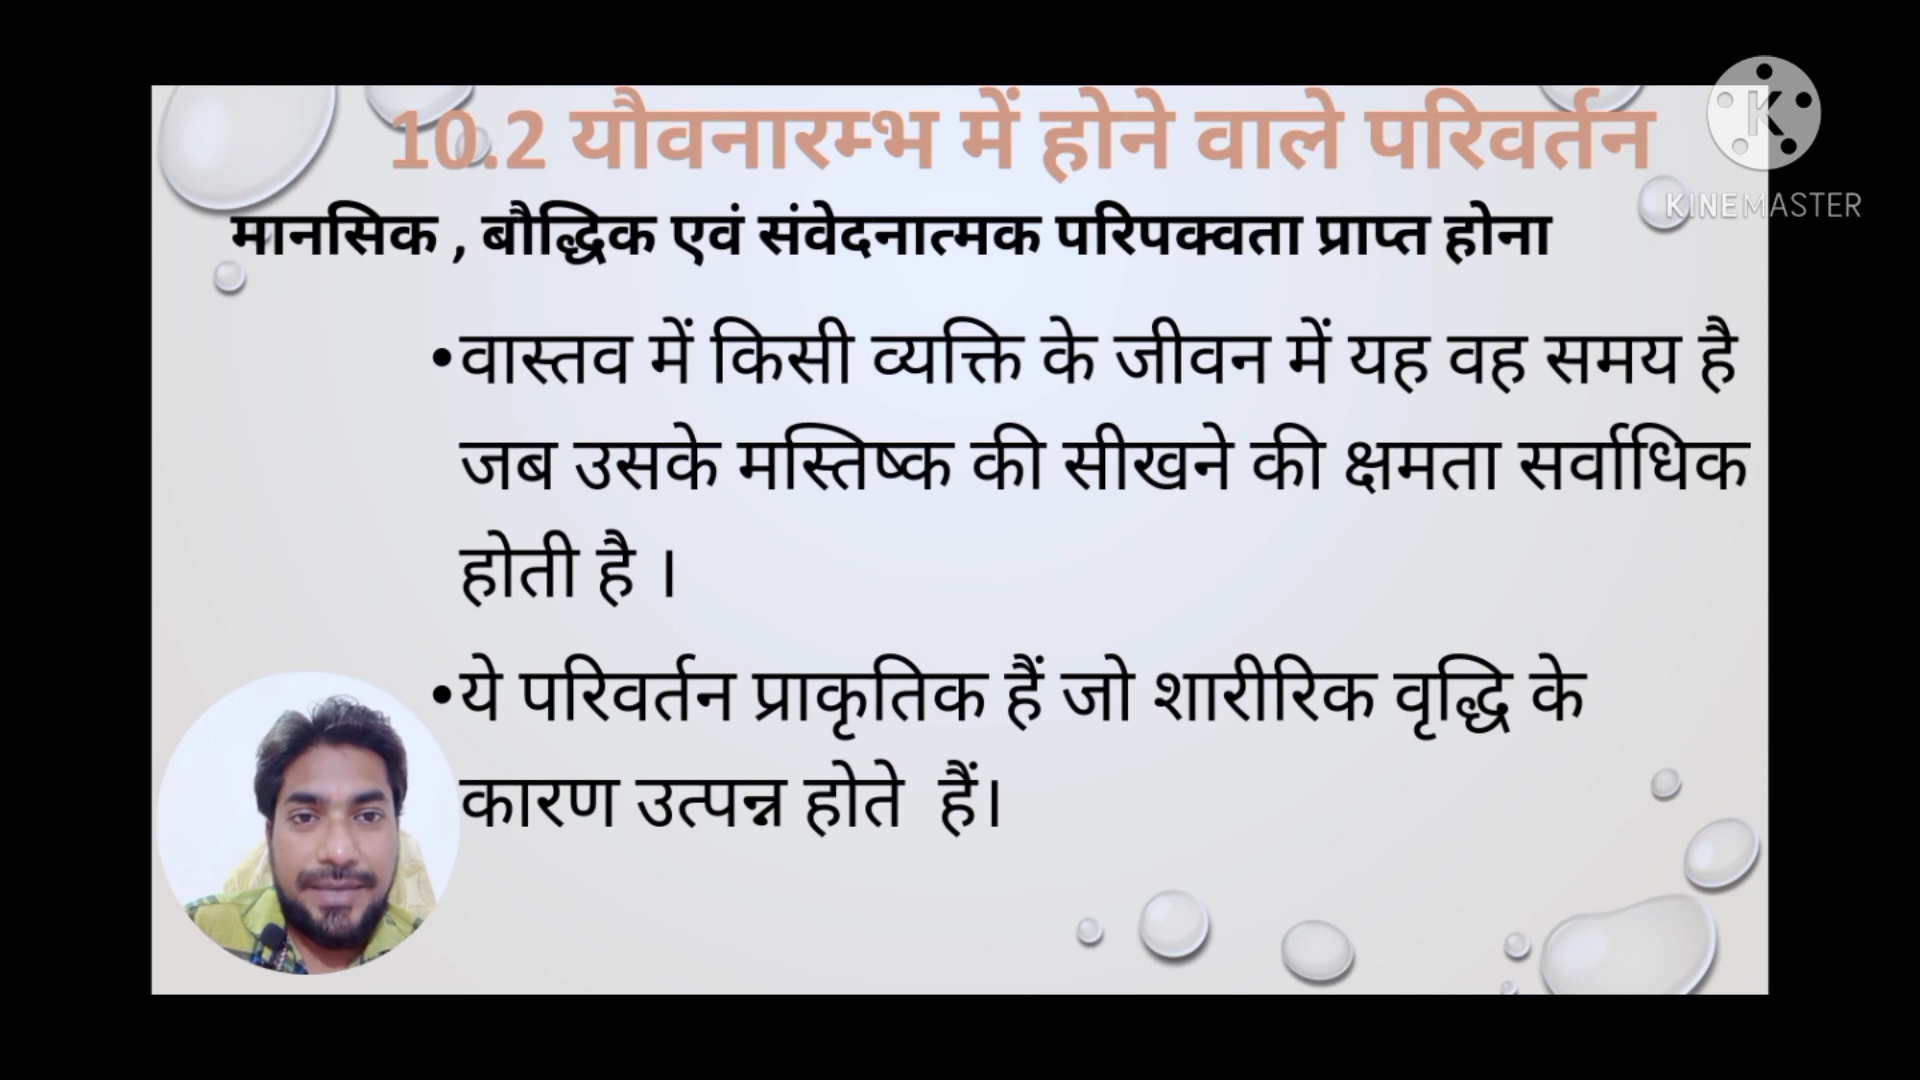 10.2 यौवनारम्भ में होने वाले परिवर्तन
K
KINEMASTER
मानसिक , बौद्धिक एवं संवेदनात्मक परिपक्वता प्राप्त होना
•वास्तव में किसी व्यक्ति के जीवन में यह वह समय है
जब उसके मस्तिष्क की सीखने की क्षमता सर्वाधिक
होती है ।
•ये परिवर्तन प्राकृतिक हैं जो शारीरिक वृद्धि के
कारण उत्पन्न होते हैं।